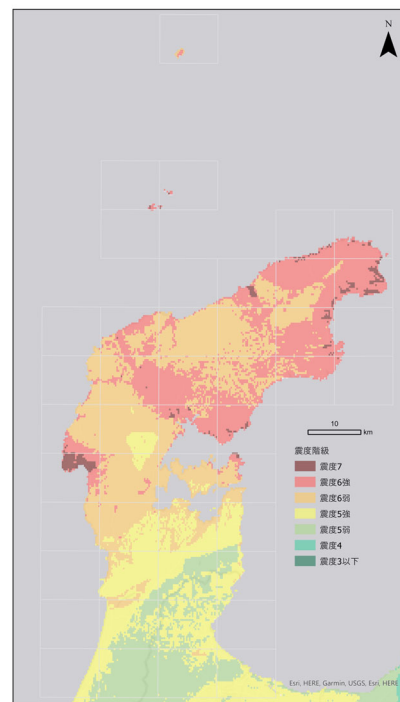 N
10
km
震度階級
震度7
震度6強
震度6弱
震度5強
震度5弱
震度4
震度3以下
Esri, HERE, Garmin, USGS, Esri, HERE